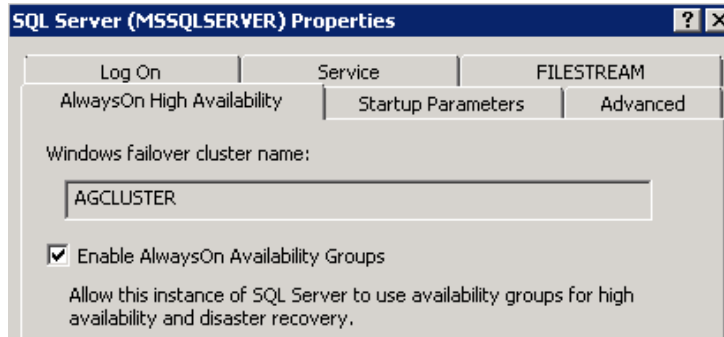 SQL Server (MSSQLSERVER) Properties
Log On Service FILESTREAM
AlwaysOn High Availability Startup Parameters Advanced
Windows failover cluster name:
AGCLUSTER
Enable AlwaysOn Availability Groups
Allow this instance of SQL Server to use availability groups for high
availability and disaster recovery.